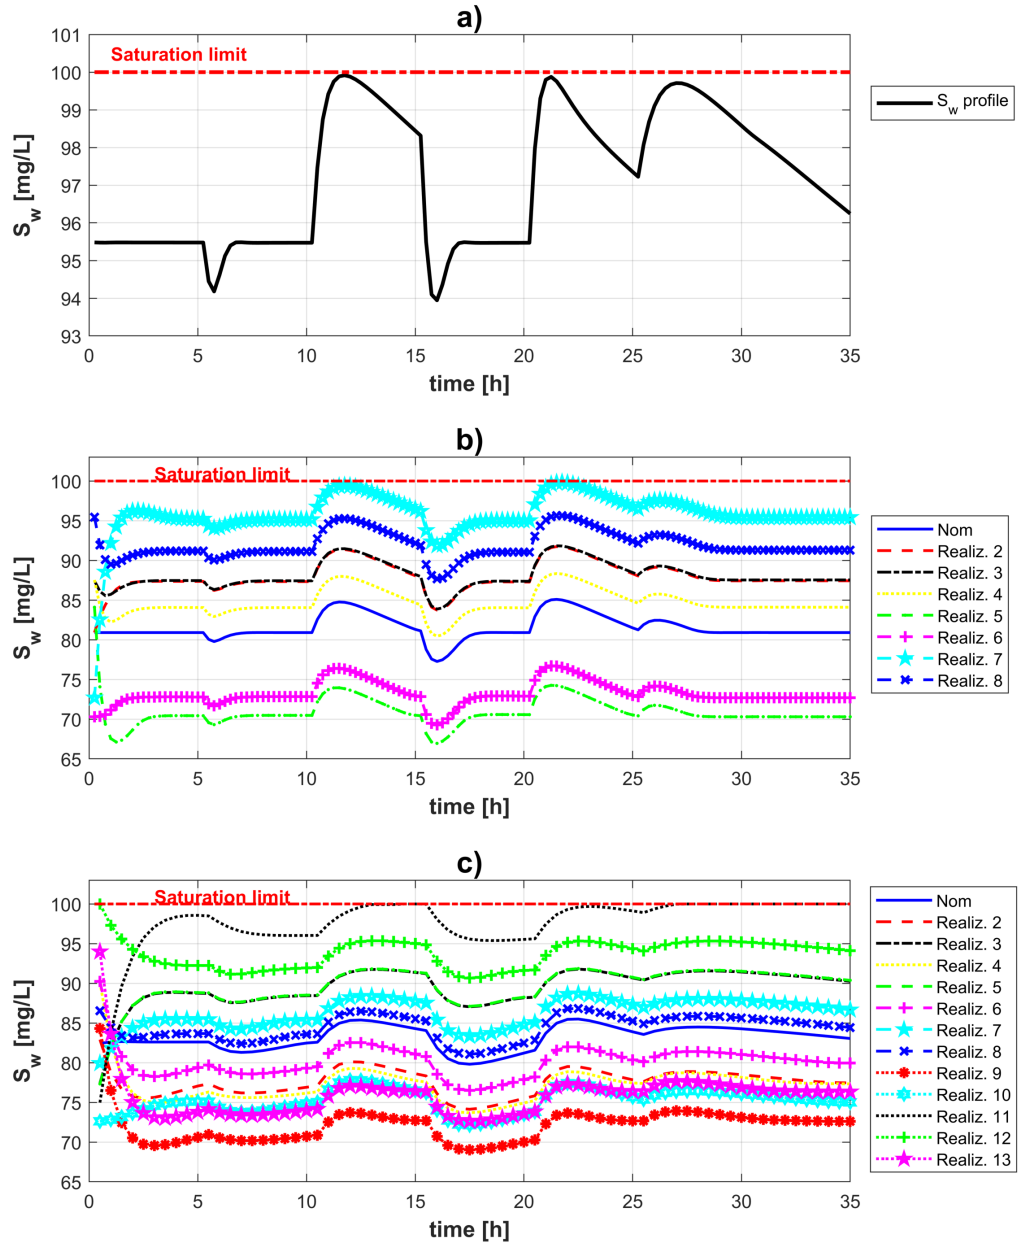 a)
101
100
99
98
97
96
95
94
93
Saturation limit
S_w profile
S_w [mg/L]
0 5 10 15 20 25 30 35
time [h]
b)
100
95
90
85
80
75
70
65
Saturation limit
Nom
Realiz. 2
Realiz. 3
Realiz. 4
Realiz. 5
Realiz. 6
Realiz. 7
Realiz. 8
S_w [mg/L]
0 5 10 15 20 25 30 35
time [h]
c)
100
95
90
85
80
75
70
65
Saturation limit
Nom
Realiz. 2
Realiz. 3
Realiz. 4
Realiz. 5
Realiz. 6
Realiz. 7
Realiz. 8
Realiz. 9
Realiz. 10
Realiz. 11
Realiz. 12
Realiz. 13
S_w [mg/L]
0 5 10 15 20 25 30 35
time [h]